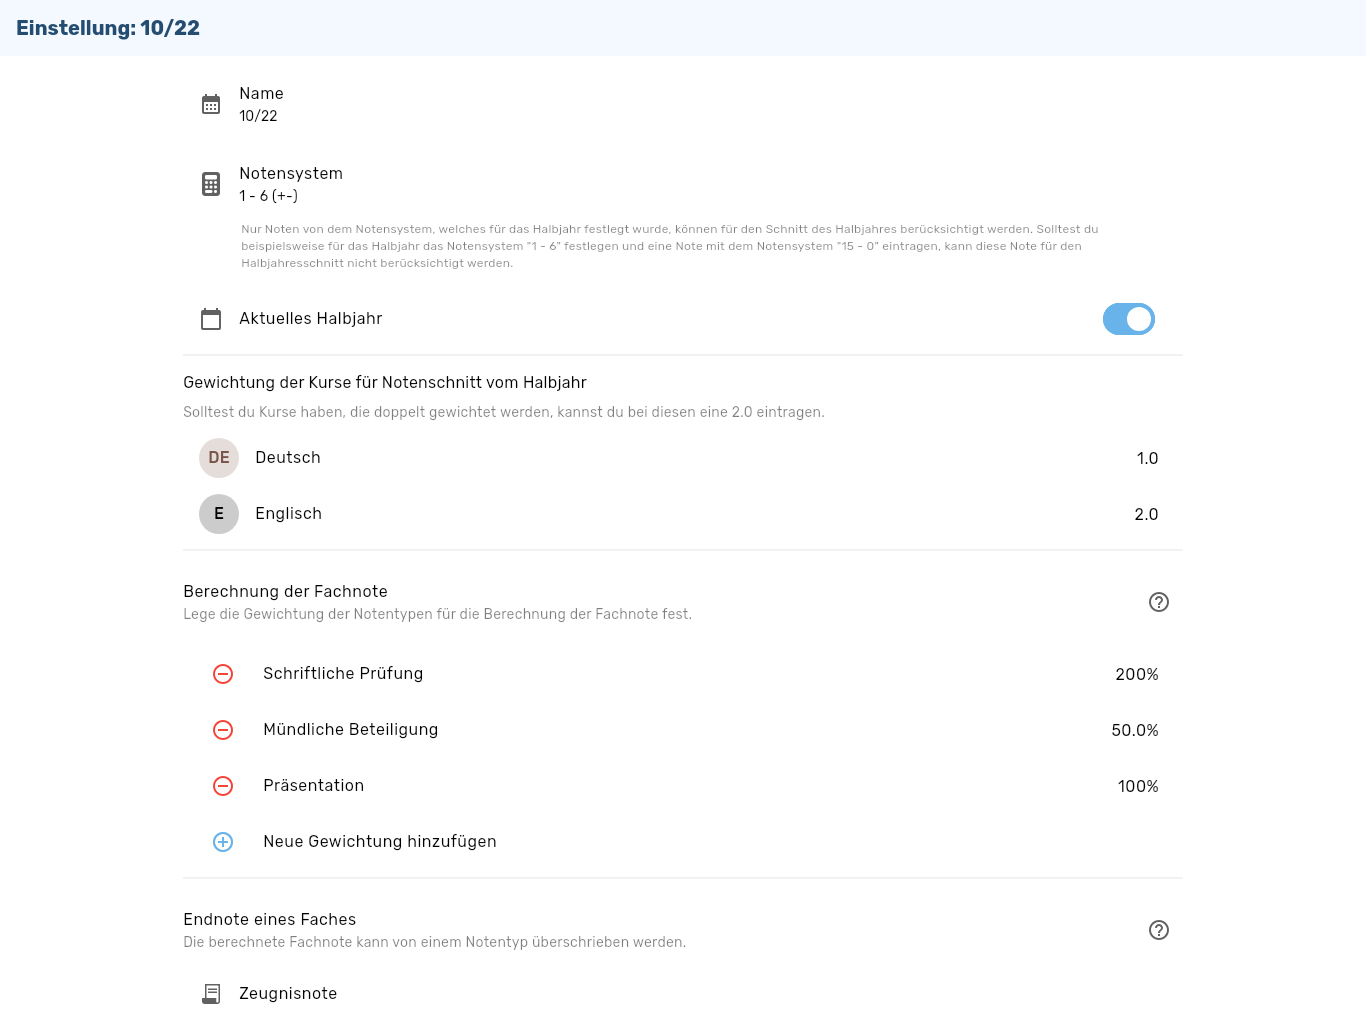 Einstellung: 10/22
Name
10/22
Notensystem
1 - 6 (+-)
Nur Noten von dem Notensystem, welches für das Halbjahr festlegt wurde, können für den Schnitt des Halbjahres berücksichtigt werden. Solltest du
beispielsweise für das Halbjahr das Notensystem "1 - 6" festlegen und eine Note mit dem Notensystem "15 - 0" eintragen, kann diese Note für den
Halbjahresschnitt nicht berücksichtigt werden.
Aktuelles Halbjahr
Gewichtung der Kurse für Notenschnitt vom Halbjahr
Solltest du Kurse haben, die doppelt gewichtet werden, kannst du bei diesen eine 2.0 eintragen.
DE Deutsch 1.0
E Englisch 2.0
Berechnung der Fachnote
Lege die Gewichtung der Notentypen für die Berechnung der Fachnote fest.
Schriftliche Prüfung 200%
Mündliche Beteiligung 50.0%
Präsentation 100%
Neue Gewichtung hinzufügen
Endnote eines Faches
Die berechnete Fachnote kann von einem Notentyp überschrieben werden.
Zeugnisnote